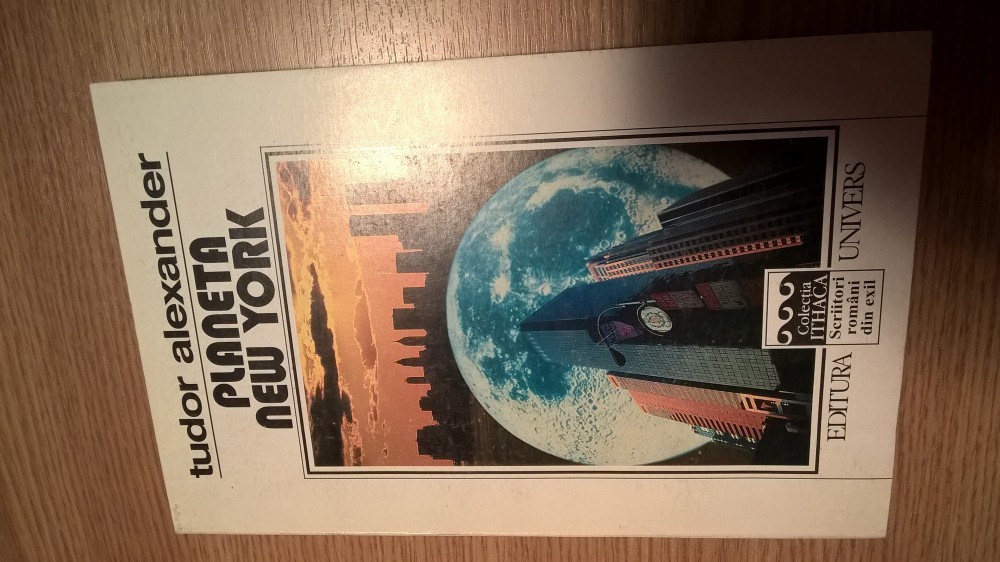 tudor alexander
PLANETA
NEW YORK
Colecția
ITHACA
Scriitori
români
din exil
EDITURA UNIVERS